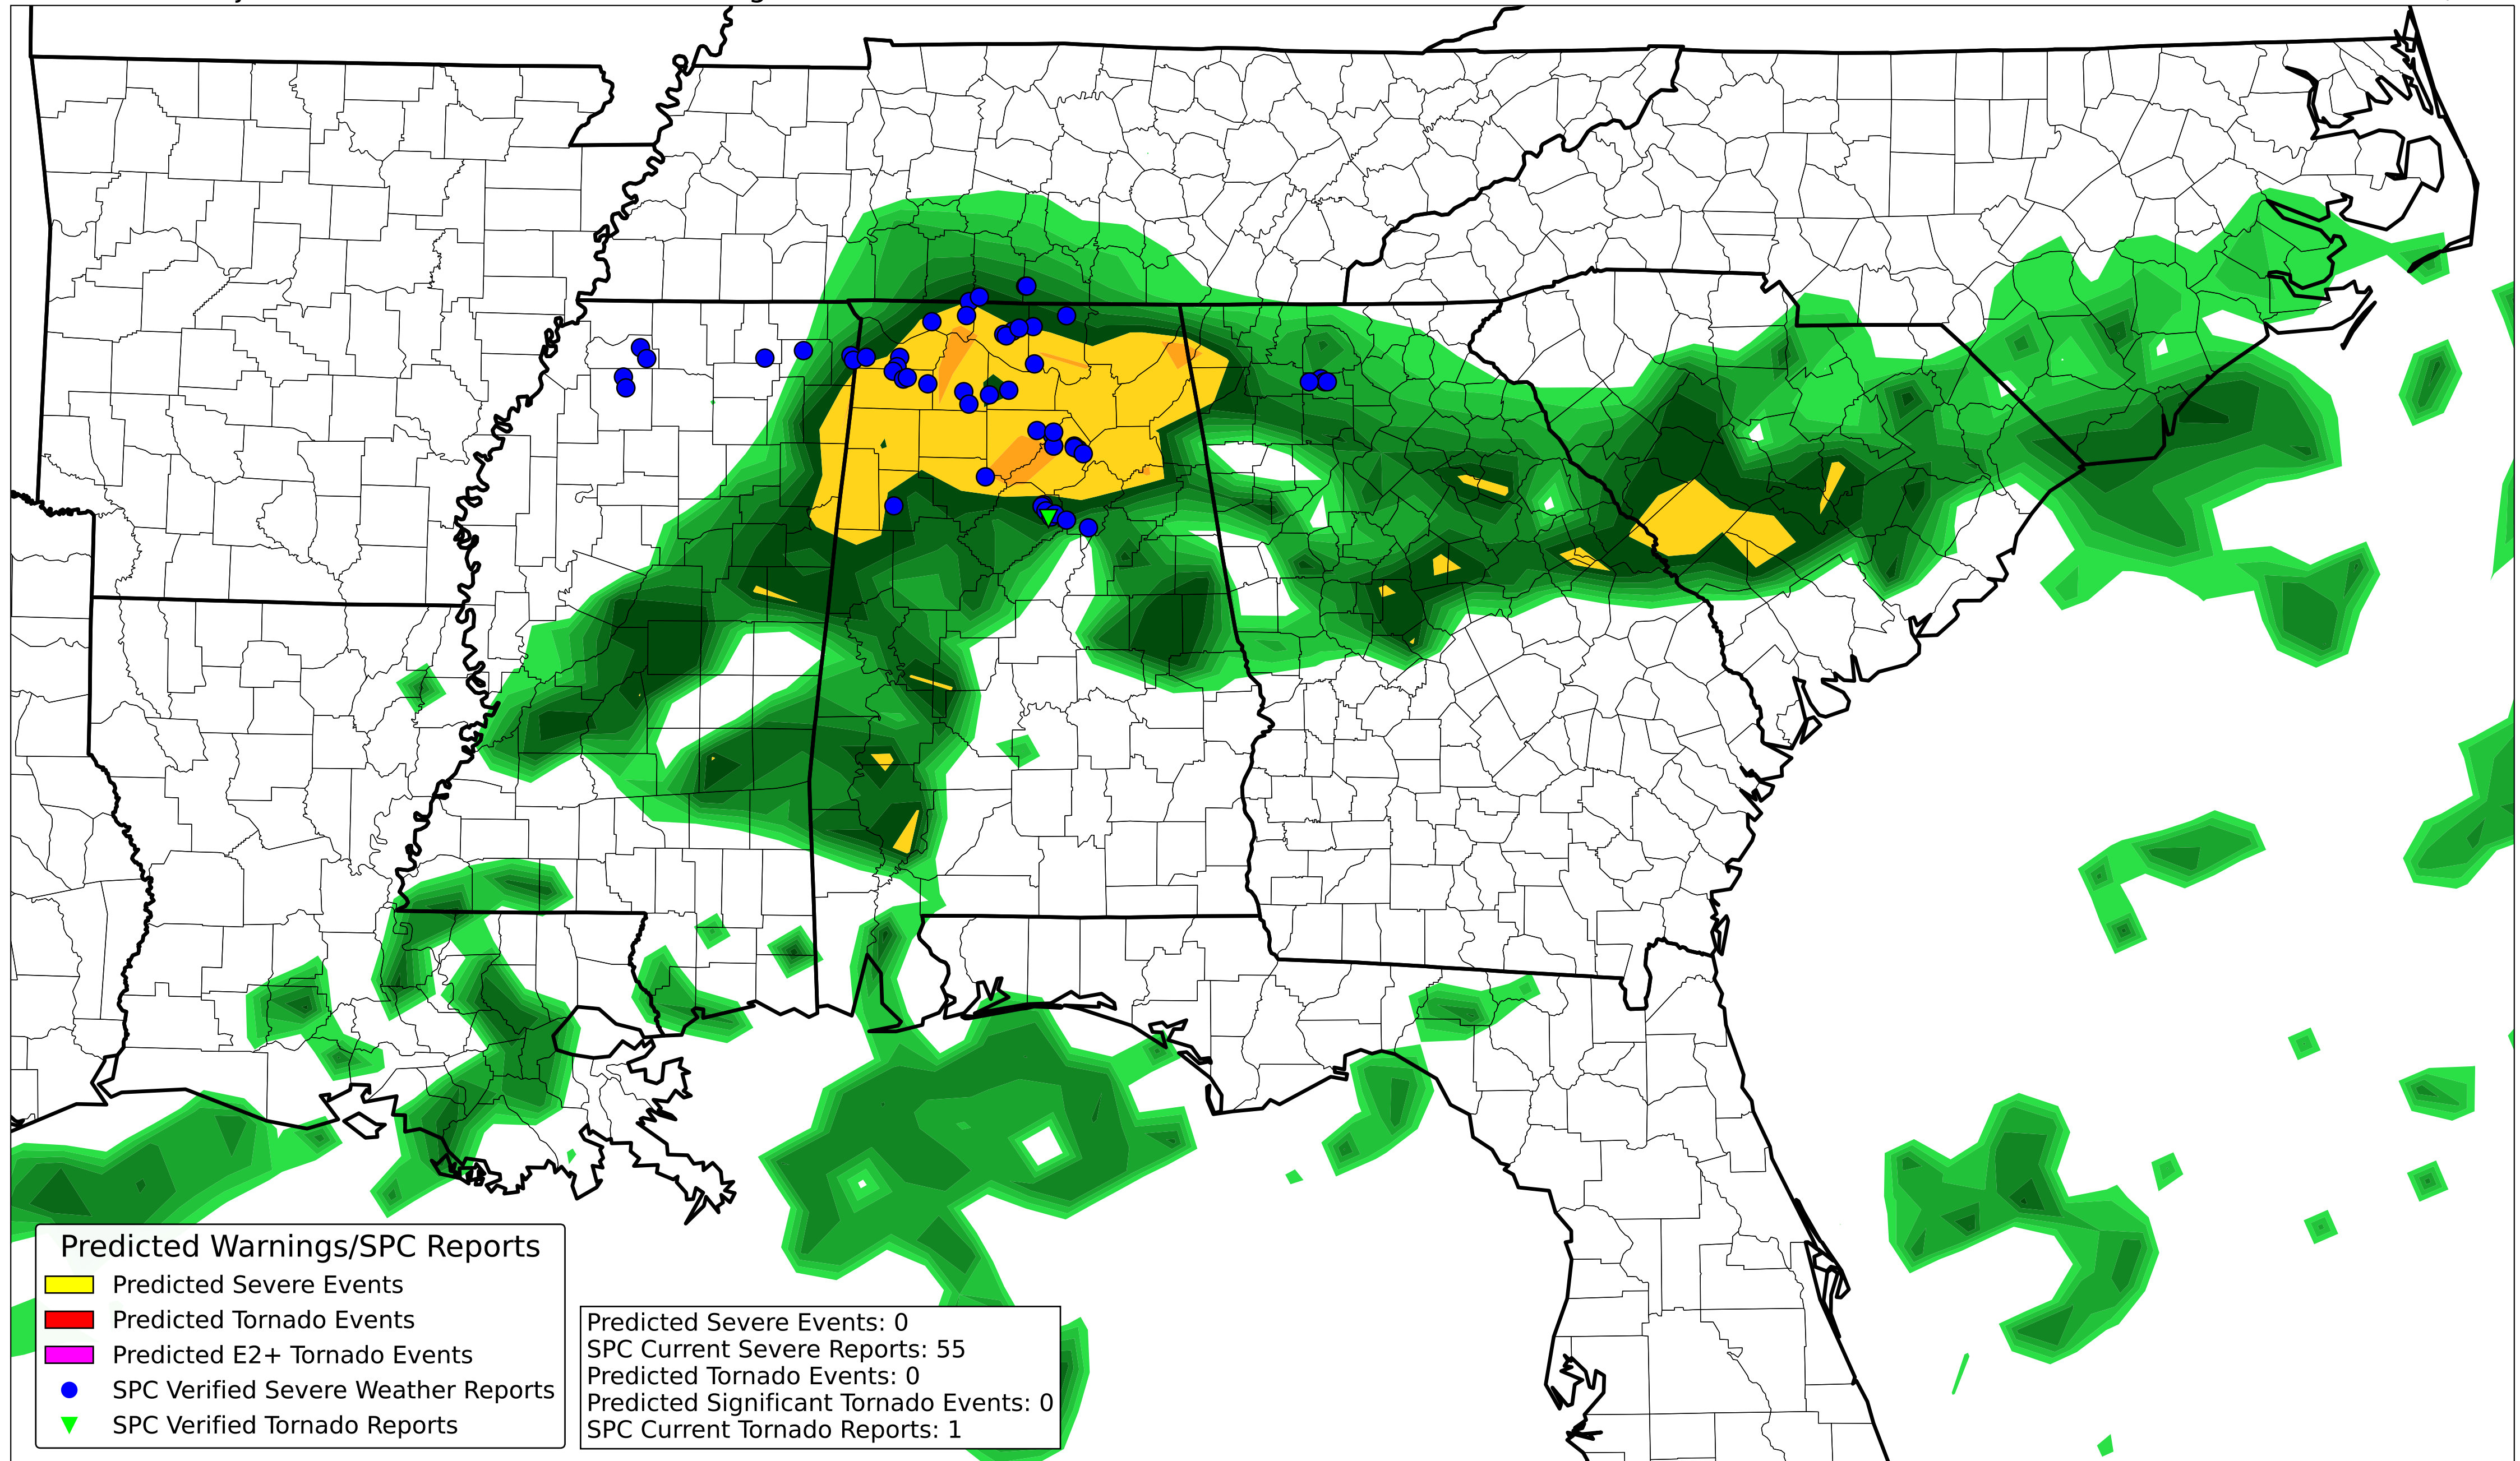 Predicted Warnings/SPC Reports
Predicted Severe Events
Predicted Tornado Events
Predicted E2+ Tornado Events
SPC Verified Severe Weather Reports
SPC Verified Tornado Reports
Predicted Severe Events: 0
SPC Current Severe Reports: 55
Predicted Tornado Events: 0
Predicted Significant Tornado Events: 0
SPC Current Tornado Reports: 1